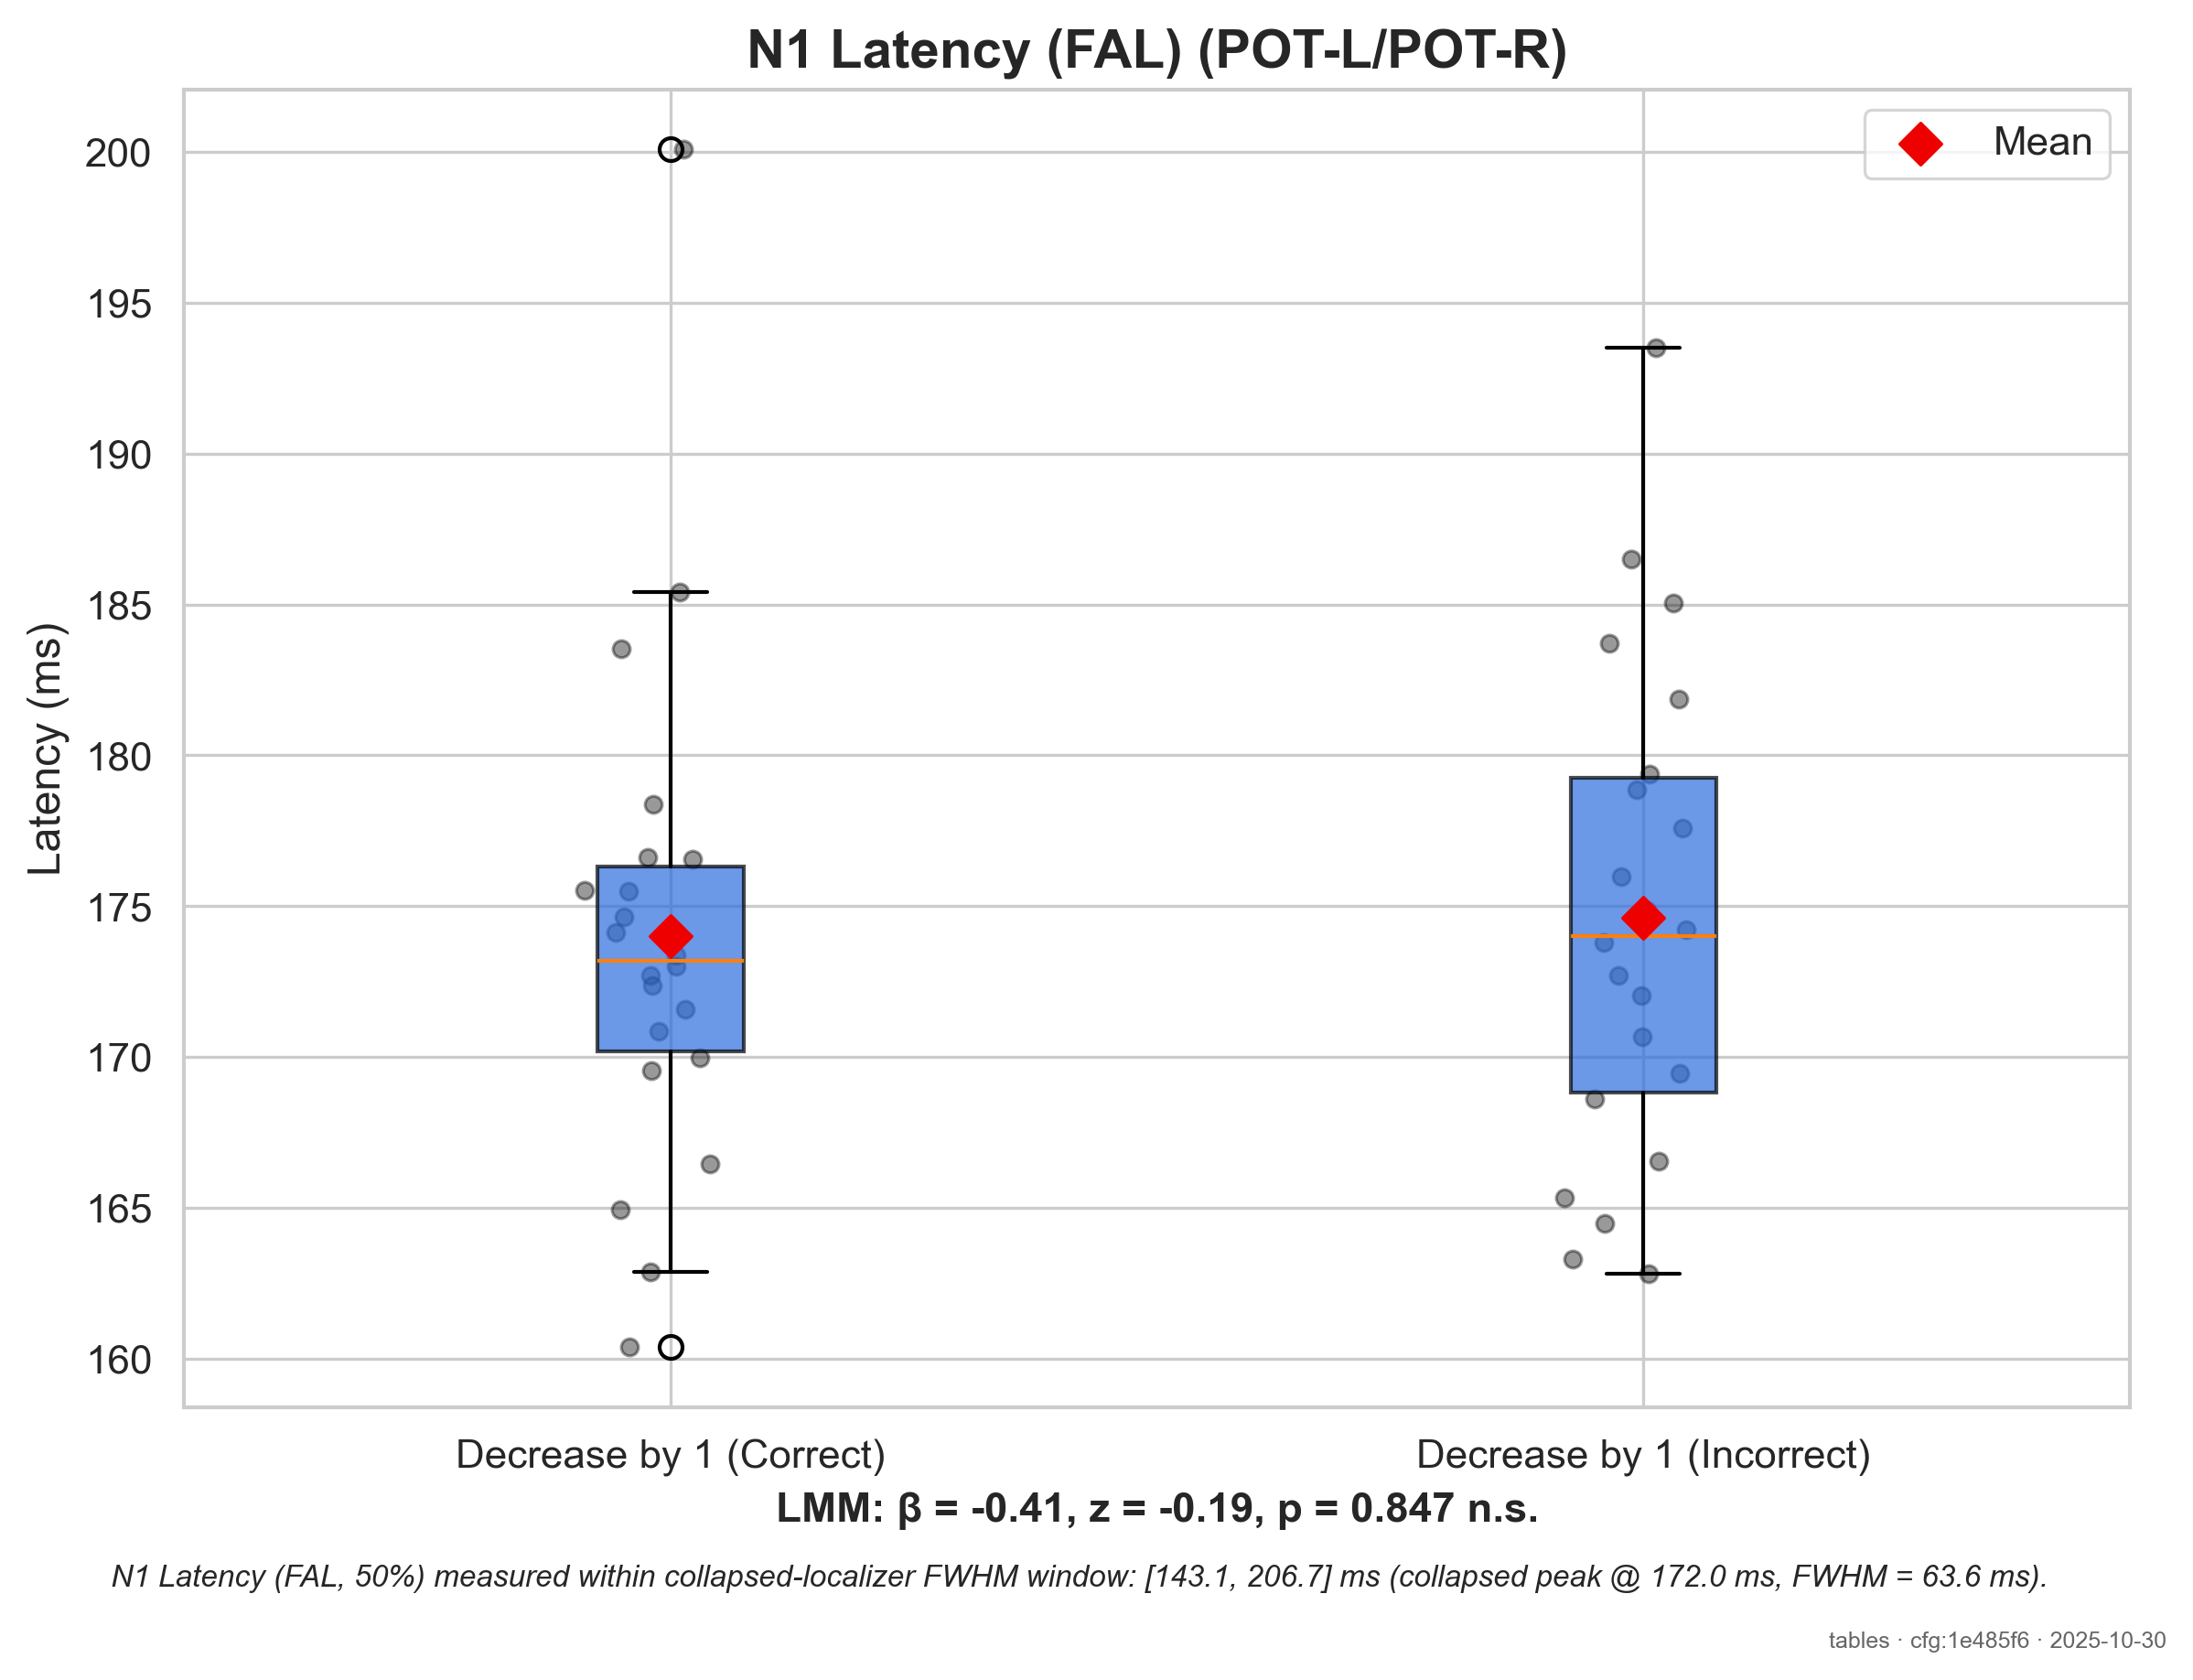 N1 Latency (FAL) (POT-L/POT-R)
Mean
Latency (ms)
200
195
190
185
180
175
170
165
160
Decrease by 1 (Correct)
Decrease by 1 (Incorrect)
LMM: β = -0.41, z = -0.19, p = 0.847 n.s.
N1 Latency (FAL, 50%) measured within collapsed-localizer FWHM window: [143.1, 206.7] ms (collapsed peak @ 172.0 ms, FWHM = 63.6 ms).
tables · cfg:1e485f6 · 2025-10-30